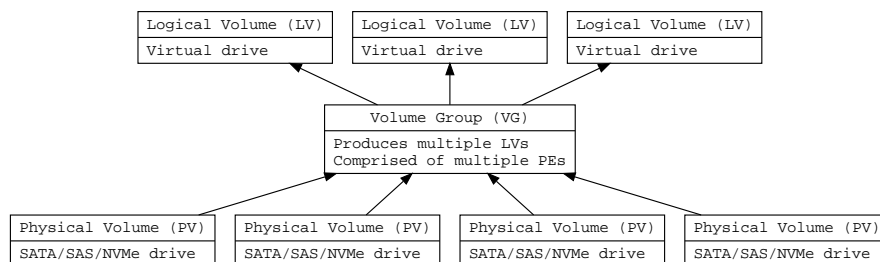 Logical Volume (LV)
Virtual drive
Logical Volume (LV)
Virtual drive
Logical Volume (LV)
Virtual drive
Volume Group (VG)
Produces multiple LVs
Comprised of multiple PEs
Physical Volume (PV)
SATA/SAS/NVMe drive
Physical Volume (PV)
SATA/SAS/NVMe drive
Physical Volume (PV)
SATA/SAS/NVMe drive
Physical Volume (PV)
SATA/SAS/NVMe drive